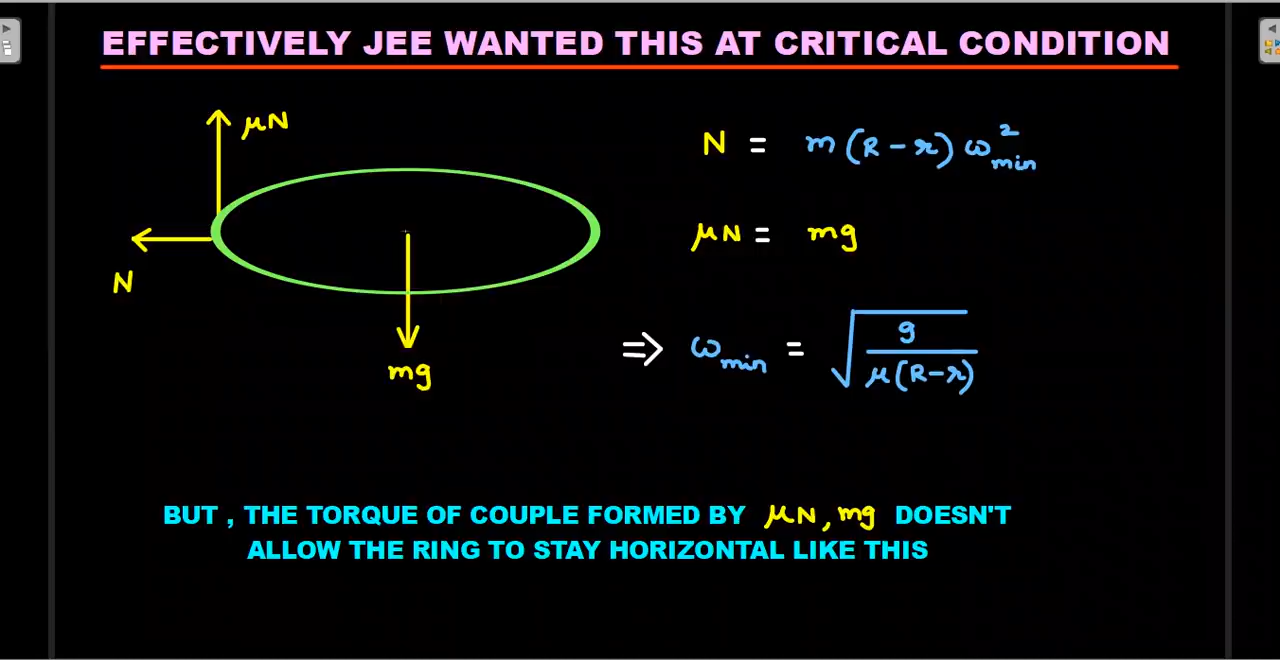 EFFECTIVELY JEE WANTED THIS AT CRITICAL CONDITION
μN
N = m(R-r)ω²min
μN = mg
N
⇒ ωmin = √(g/μ(R-r))
mg
BUT , THE TORQUE OF COUPLE FORMED BY μN, mg DOESN'T
ALLOW THE RING TO STAY HORIZONTAL LIKE THIS